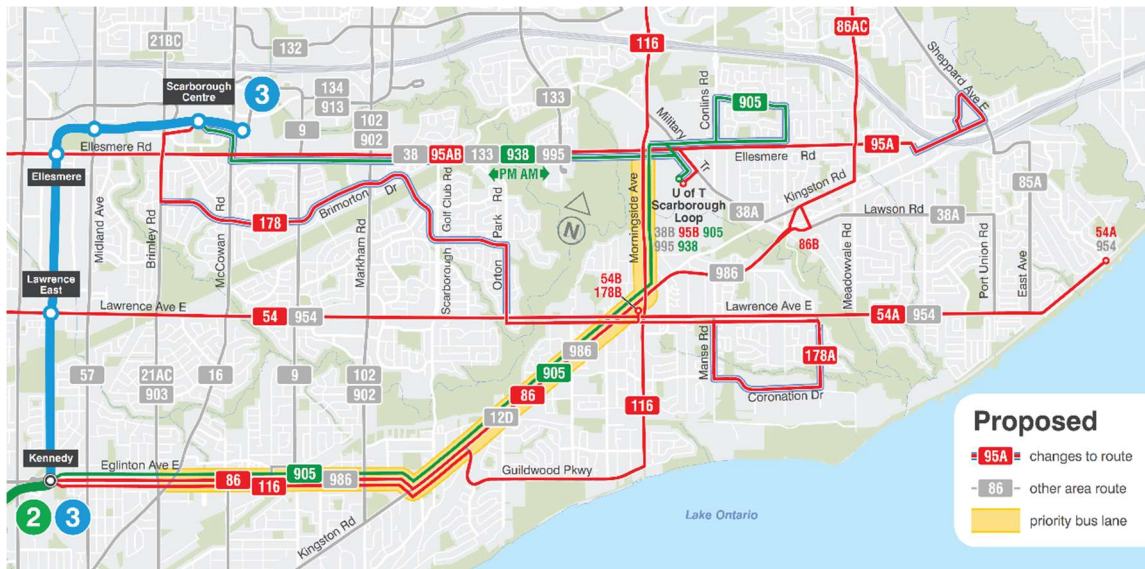 21BC
132
116
86AC
Sheppard Ave E
Scarborough
Centre
3
134
913
133
Conlins Rd
905
9
102
902
Military
Tr
Ellesmere Rd
38
95AB
133
938
995
Ellesmere Rd
95A
PM AM
Ellesmere
Midland Ave
Brimley Rd
McCowan Rd
178
Brimorton Dr
Markham Rd
Scarborough Golf Club Rd
Orton Park Rd
N
Morningside Ave
U of T
Scarborough
Loop
38B 95B 905
995 938
38A
Kingston Rd
Lawson Rd
38A
85A
86B
Meadowvale Rd
Port Union Rd
East Ave
54A
954
Lawrence
East
54B
178B
986
Lawrence Ave E
54
954
Lawrence Ave E
54A
954
57
21AC
903
16
9
102
902
986
905
86
12D
Manse Rd
178A
Coronation Dr
116
Kennedy
Eglinton Ave E
86
116
905
986
Guildwood Pkwy
2
3
Kingston Rd
Lake Ontario
Proposed
95A changes to route
86 other area route
priority bus lane